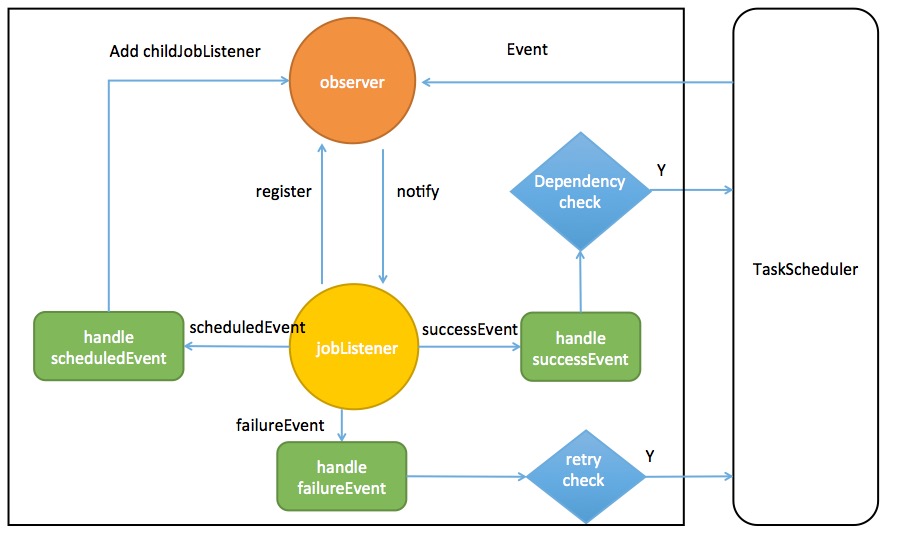 Add childJobListener
Event
observer
register
notify
Dependency
check
Y
TaskScheduler
handle
scheduledEvent
scheduledEvent
jobListener
successEvent
handle
successEvent
failureEvent
handle
failureEvent
retry
check
Y